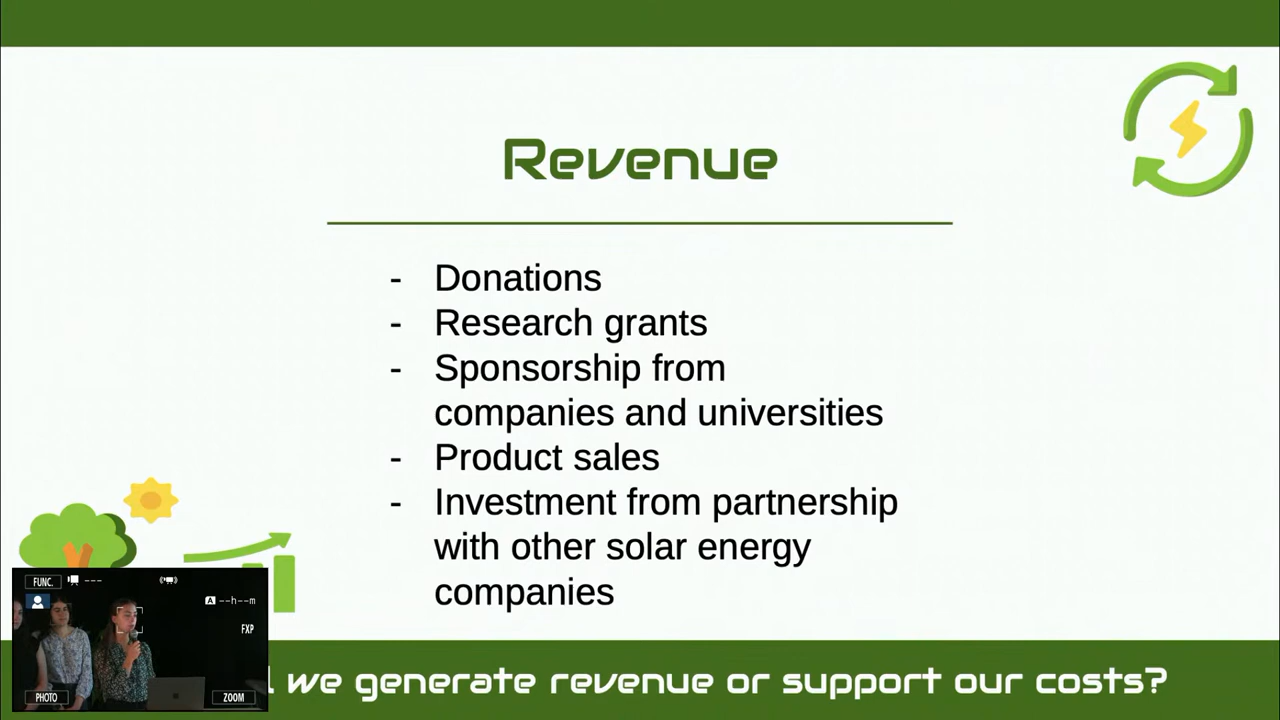 Revenue
- Donations
- Research grants
- Sponsorship from
companies and universities
- Product sales
- Investment from partnership
with other solar energy
companies
FUNC.
---
A --h--m
FXP
PHOTO
ZOOM
we generate revenue or support our costs?